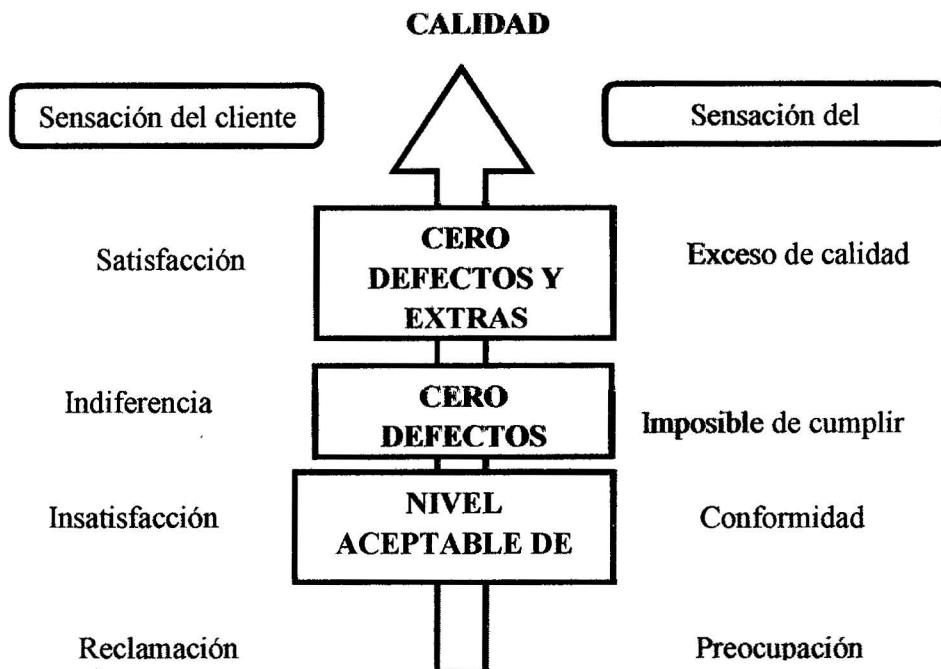 CALIDAD
Sensación del cliente
Sensación del
Satisfacción
CERO
DEFECTOS Y
EXTRAS
Exceso de calidad
Indiferencia
CERO
DEFECTOS
Imposible de cumplir
Insatisfacción
NIVEL
ACEPTABLE DE
Conformidad
Reclamación
Preocupación